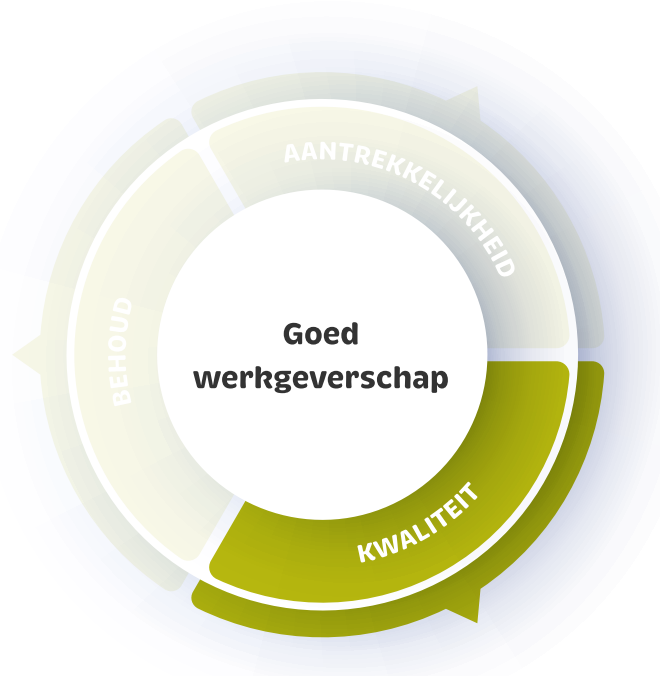 AANTREKKELIJKHEID
BEHOUD
Goed
werkgeverschap
KWALITEIT